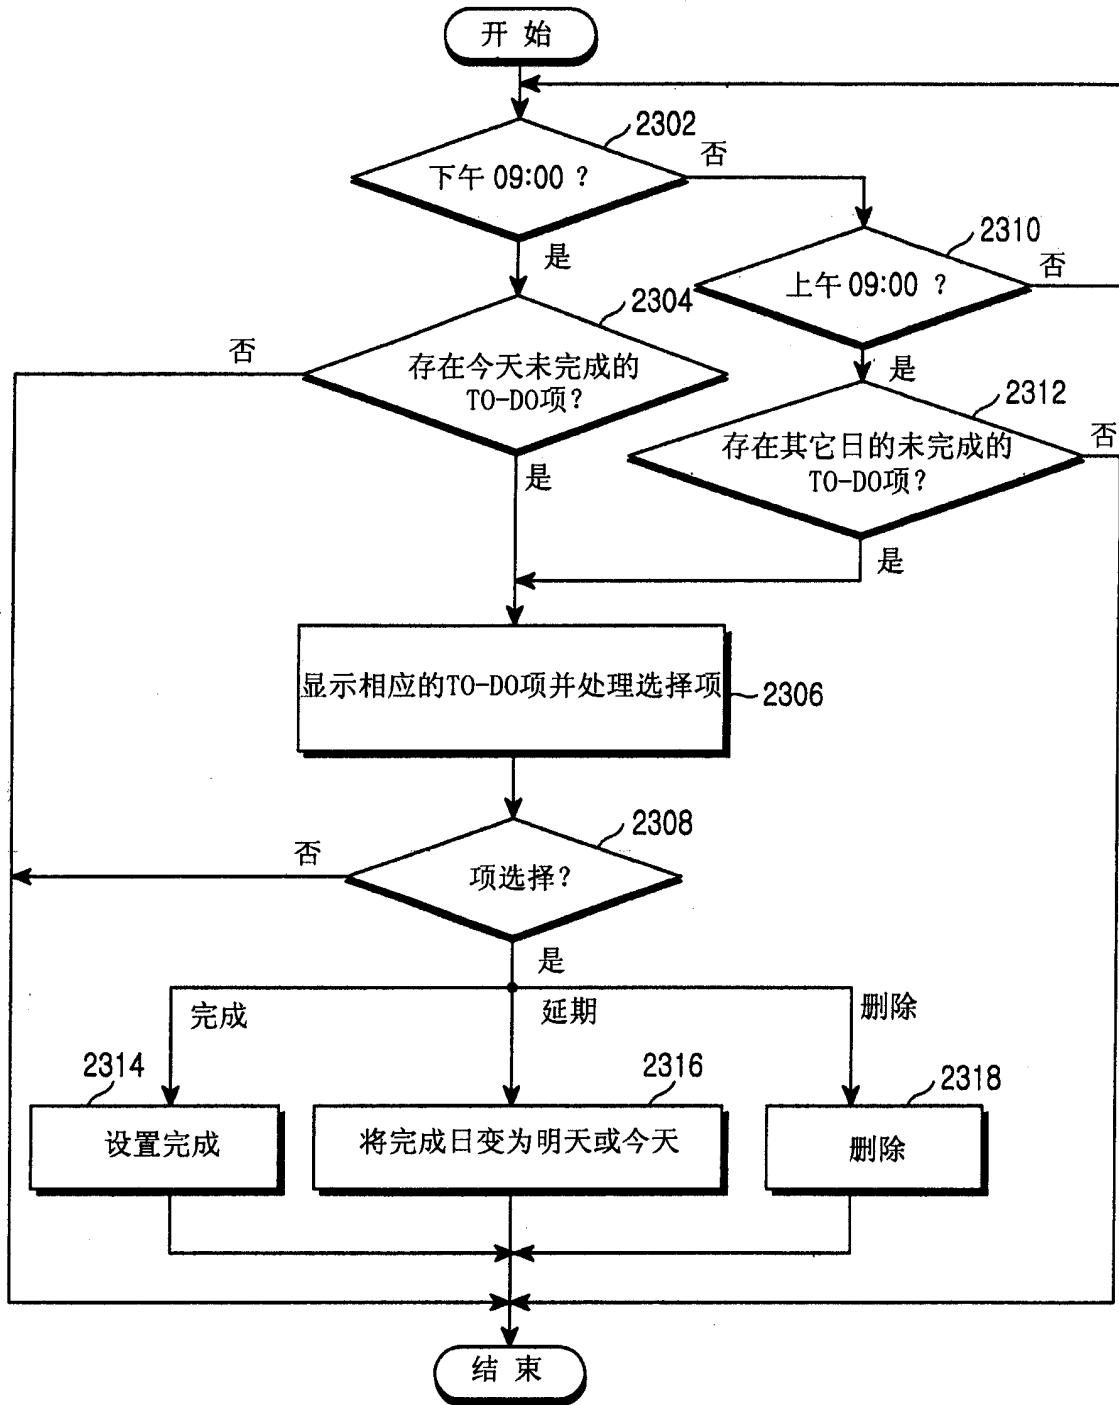 开 始
2302
下午 09:00 ?
否
是
2310
上午 09:00 ?
否
是
2304
存在今天未完成的
TO-DO项?
否
是
2312
存在其它日的未完成的
TO-DO项?
否
是
显示相应的TO-DO项并处理选择项
2306
2308
项选择?
否
是
完成
延期
删除
2314
设置完成
2316
将完成日变为明天或今天
2318
删除
结 束